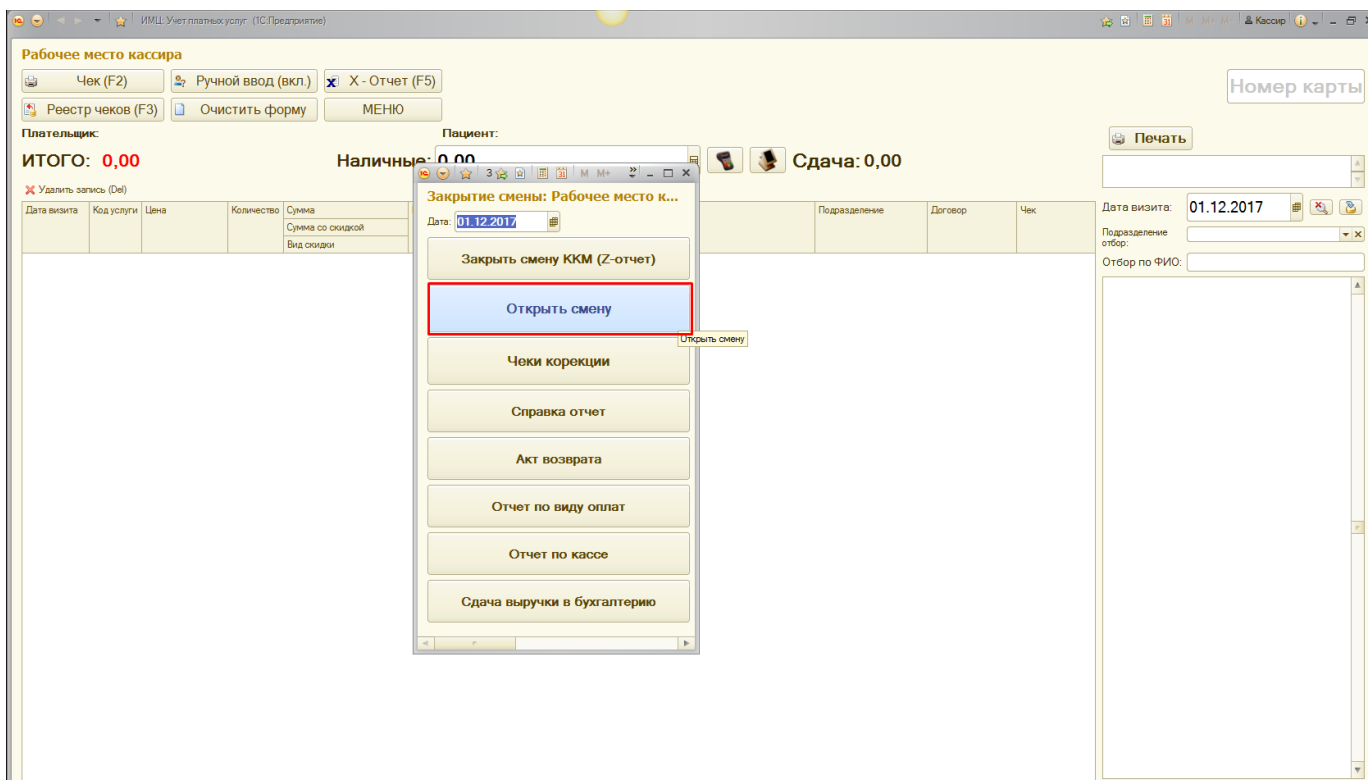 ИМЦ: Учет платных услуг (1С:Предприятие)
M M+ M-
Кассир
Рабочее место кассира
Чек (F2)
Ручной ввод (вкл.)
X - Отчет (F5)
Номер карты
Реестр чеков (F3)
Очистить форму
МЕНЮ
Плательщик:
Пациент:
Печать
ИТОГО: 0,00
Наличные: 0,00
Сдача: 0,00
Удалить запись (Del)
Дата визита
Код услуги
Цена
Количество
Сумма
Сумма со скидкой
Вид скидки
Подразделение
Договор
Чек
Дата визита: 01.12.2017
Подразделение
отбор:
Отбор по ФИО:
З
M M+
Закрытие смены: Рабочее место к...
Дата: 01.12.2017
Закрыть смену ККМ (Z-отчет)
Открыть смену
Открыть смену
Чеки корекции
Справка отчет
Акт возврата
Отчет по виду оплат
Отчет по кассе
Сдача выручки в бухгалтерию